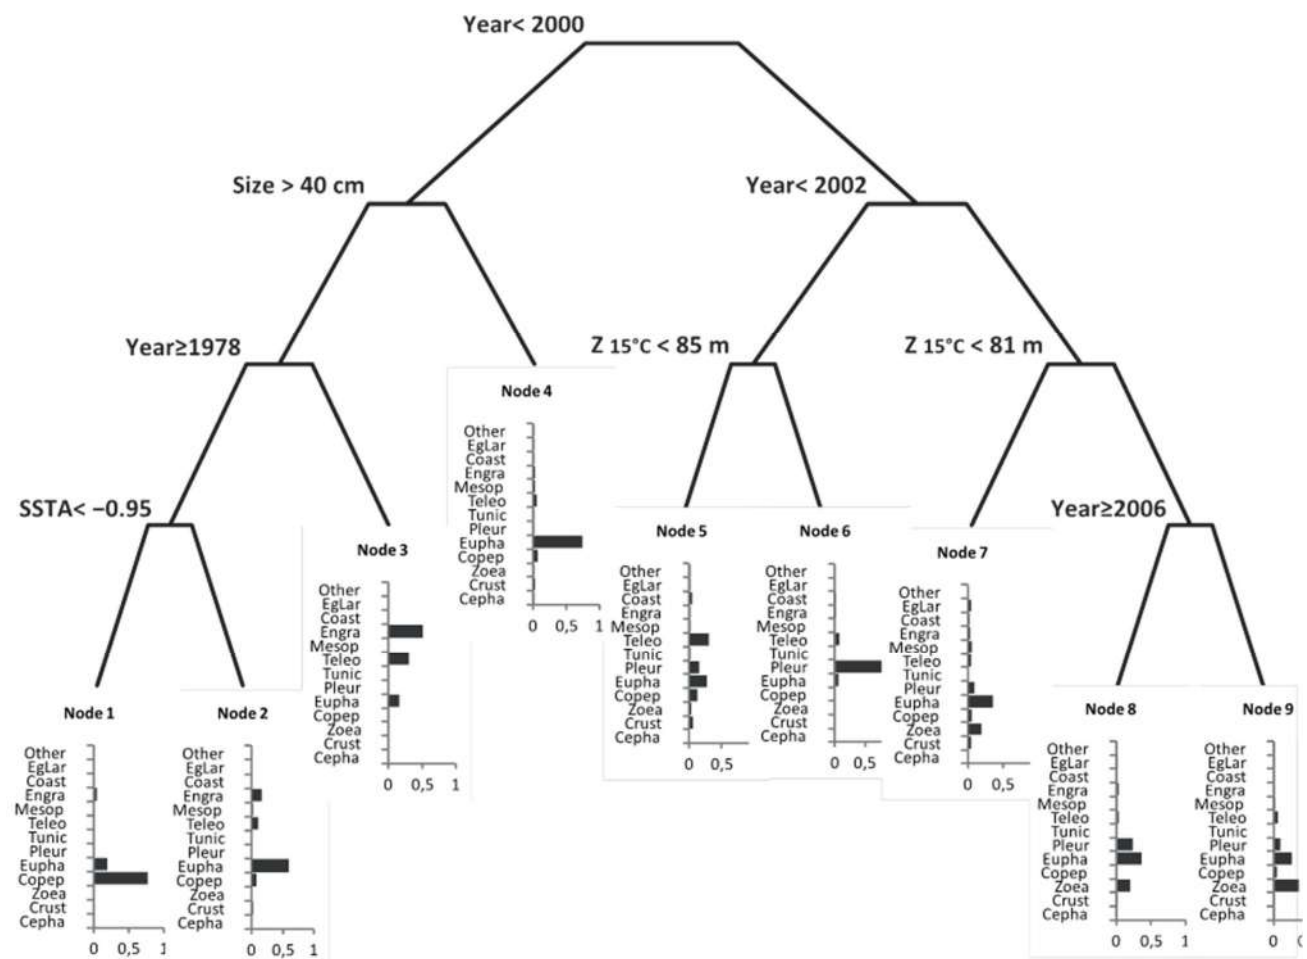 Year< 2000
Size > 40 cm
Year< 2002
Year≥1978
Z 15°C < 85 m
Z 15°C < 81 m
SSTA< −0.95
Year≥2006
Node 4
Other
EgLar
Coast
Engra
Mesop
Teleo
Tunic
Pleur
Eupha
Copep
Zoea
Crust
Cepha
0 0,5 1
Node 3
Other
EgLar
Coast
Engra
Mesop
Teleo
Tunic
Pleur
Eupha
Copep
Zoea
Crust
Cepha
0 0,5 1
Node 5
Other
EgLar
Coast
Engra
Mesop
Teleo
Tunic
Pleur
Eupha
Copep
Zoea
Crust
Cepha
0 0,5
Node 6
Other
EgLar
Coast
Engra
Mesop
Teleo
Tunic
Pleur
Eupha
Copep
Zoea
Crust
Cepha
0 0,5
Node 7
Other
EgLar
Coast
Engra
Mesop
Teleo
Tunic
Pleur
Eupha
Copep
Zoea
Crust
Cepha
0 0,5
Node 1
Other
EgLar
Coast
Engra
Mesop
Teleo
Tunic
Pleur
Eupha
Copep
Zoea
Crust
Cepha
0 0,5 1
Node 2
Other
EgLar
Coast
Engra
Mesop
Teleo
Tunic
Pleur
Eupha
Copep
Zoea
Crust
Cepha
0 0,5 1
Node 8
Other
EgLar
Coast
Engra
Mesop
Teleo
Tunic
Pleur
Eupha
Copep
Zoea
Crust
Cepha
0 0,5 1
Node 9
Other
EgLar
Coast
Engra
Mesop
Teleo
Tunic
Pleur
Eupha
Copep
Zoea
Crust
Cepha
0